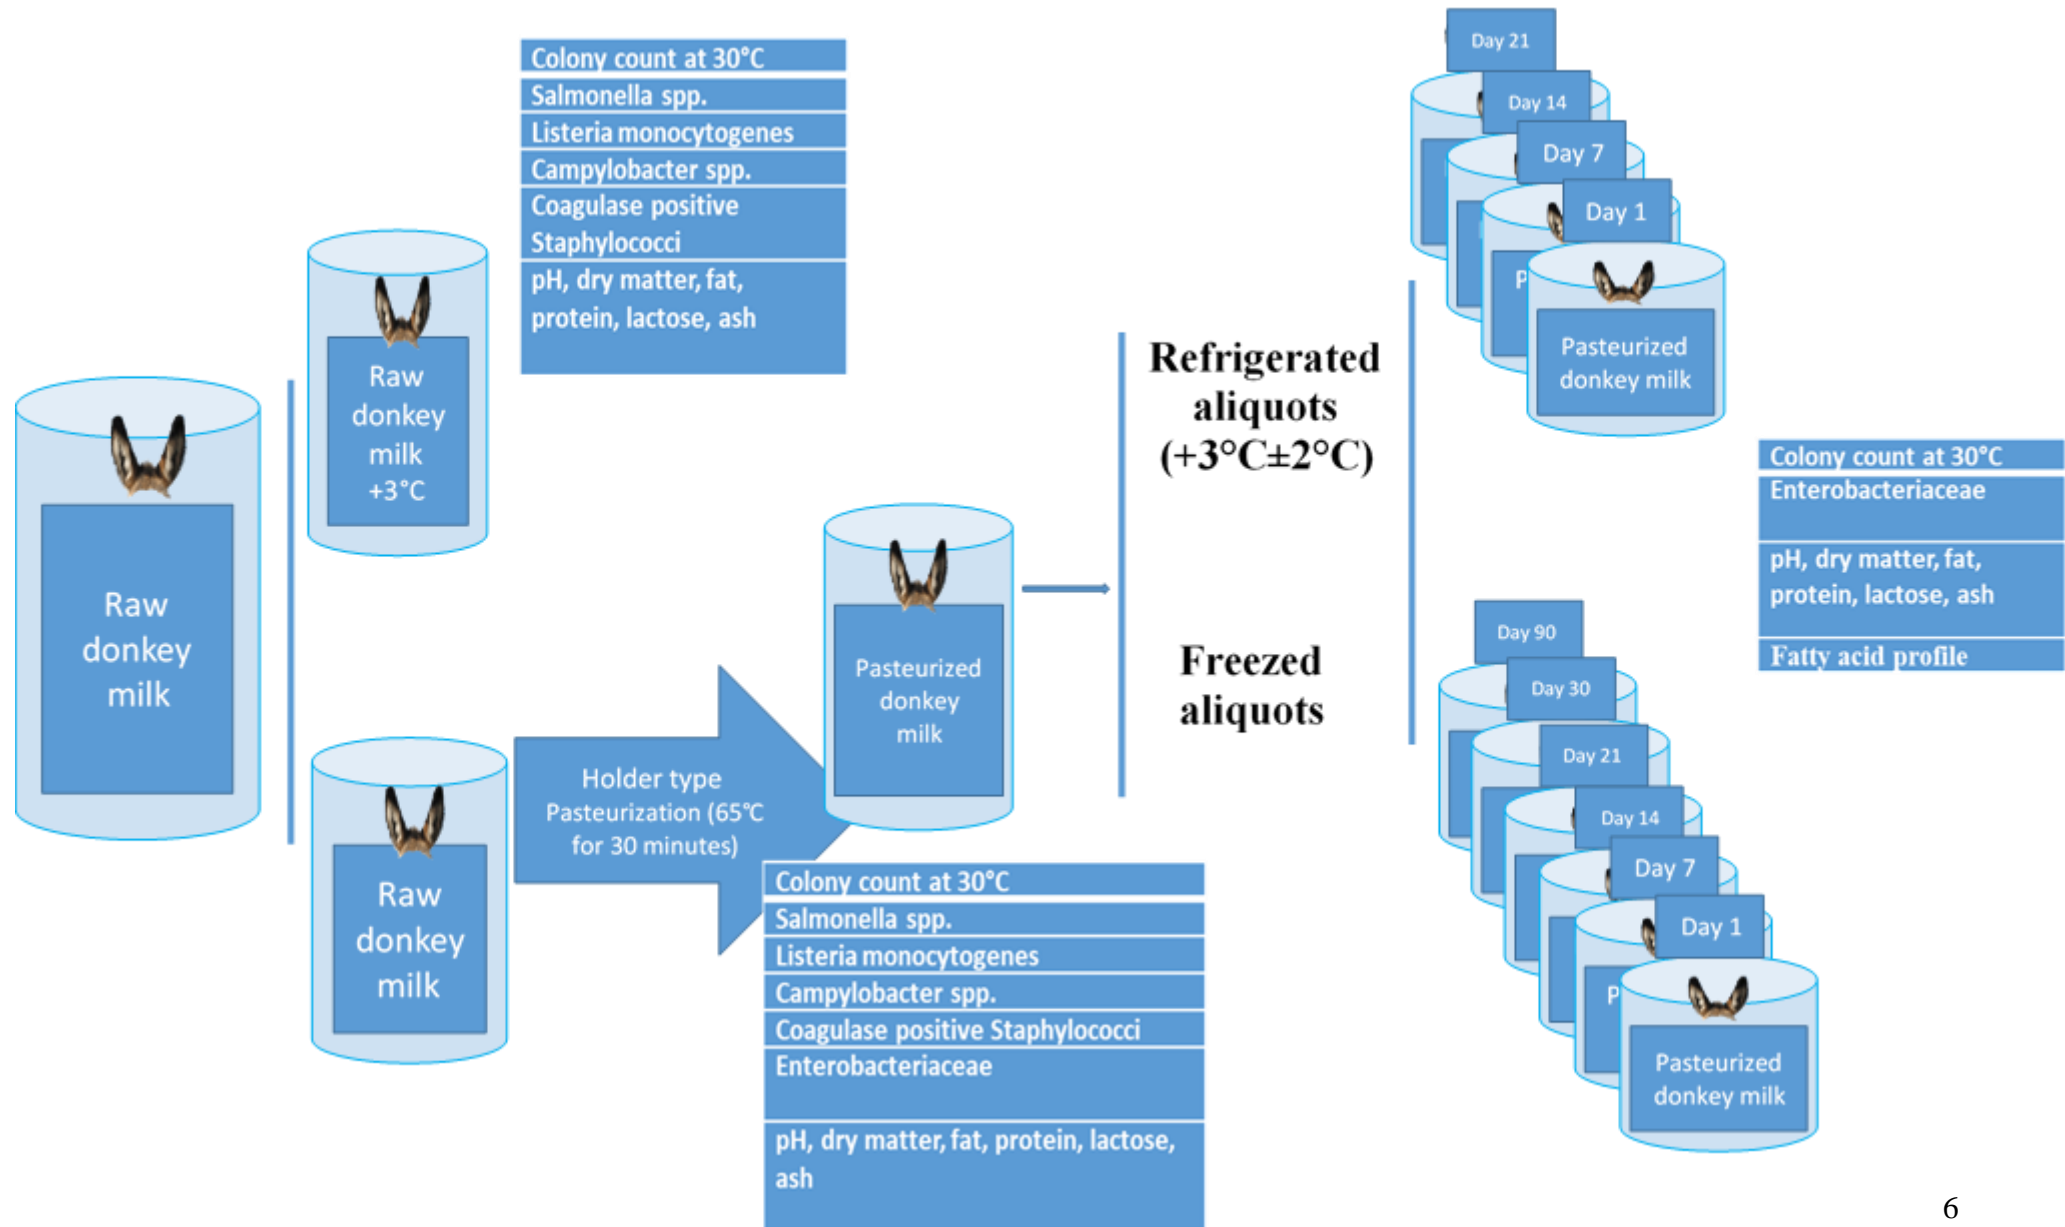 Raw
donkey
milk
Raw
donkey
milk
+3°C
Colony count at 30°C
Salmonella spp.
Listeria monocytogenes
Campylobacter spp.
Coagulase positive
Staphylococci
pH, dry matter, fat,
protein, lactose, ash
Raw
donkey
milk
Holder type
Pasteurization (65℃
for 30 minutes)
Pasteurized
donkey
milk
Colony count at 30°C
Salmonella spp.
Listeria monocytogenes
Campylobacter spp.
Coagulase positive Staphylococci
Enterobacteriaceae
pH, dry matter, fat, protein, lactose,
ash
Refrigerated
aliquots
(+3°C±2°C)
Freezed
aliquots
Day 21
Day 14
Day 7
Day 1
P
Pasteurized
donkey milk
Day 90
Day 30
Day 21
Day 14
Day 7
Day 1
P
Pasteurized
donkey milk
Colony count at 30°C
Enterobacteriaceae
pH, dry matter, fat,
protein, lactose, ash
Fatty acid profile
6